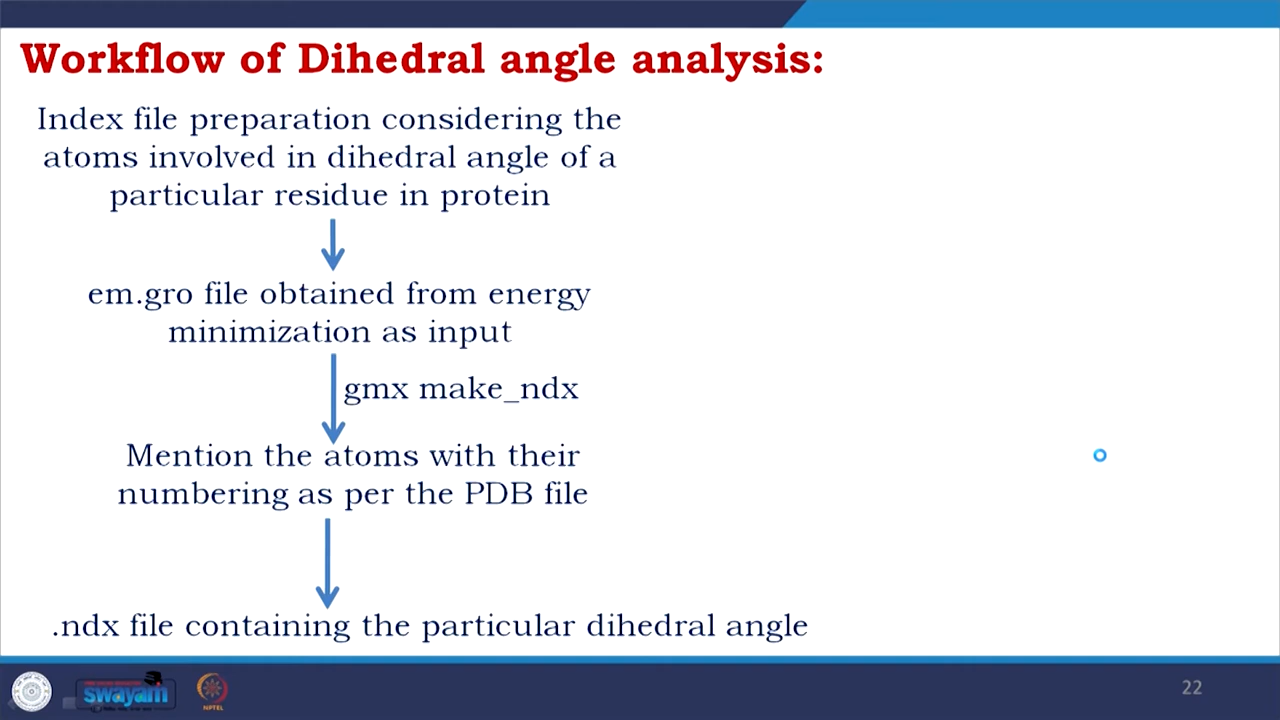 Workflow of Dihedral angle analysis:
Index file preparation considering the
atoms involved in dihedral angle of a
particular residue in protein
em.gro file obtained from energy
minimization as input
gmx make_ndx
Mention the atoms with their
numbering as per the PDB file
.ndx file containing the particular dihedral angle
swayam
NPTEL
22